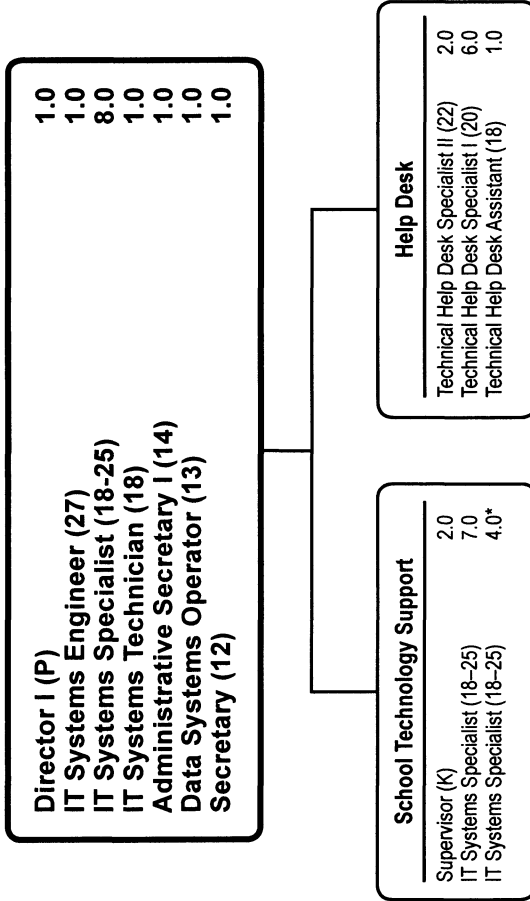 Director I (P) 1.0
IT Systems Engineer (27) 1.0
IT Systems Specialist (18-25) 8.0
IT Systems Technician (18) 1.0
Administrative Secretary I (14) 1.0
Data Systems Operator (13) 1.0
Secretary (12) 1.0
School Technology Support
Supervisor (K) 2.0
IT Systems Specialist (18–25) 7.0
IT Systems Specialist (18–25) 4.0*
Help Desk
Technical Help Desk Specialist II (22) 2.0
Technical Help Desk Specialist I (20) 6.0
Technical Help Desk Assistant (18) 1.0